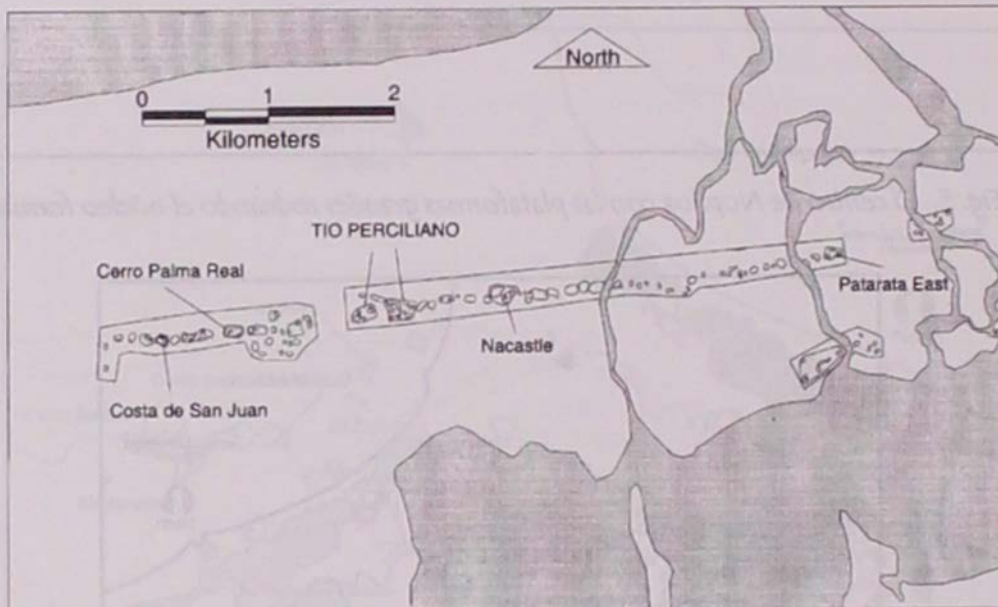 North
0 1 2
Kilometers
TIO PERCILIANO
Cerro Palma Real
Patarata East
Nacastle
Costa de San Juan